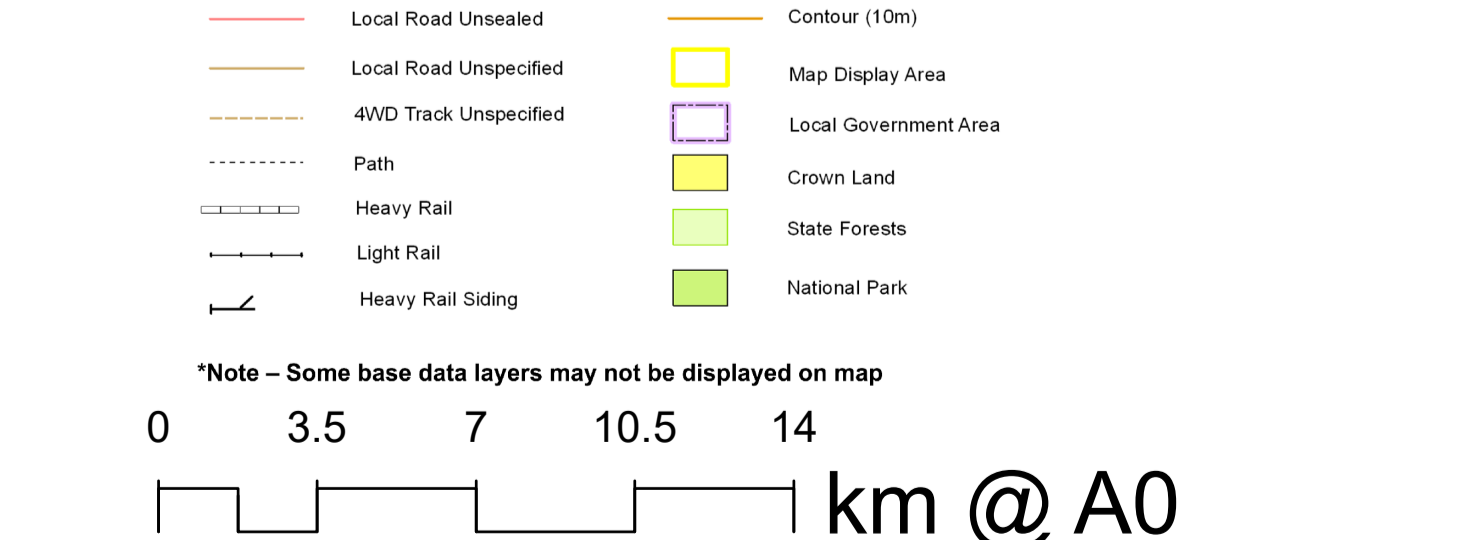 Local Road Unsealed
Local Road Unspecified
4WD Track Unspecified
Path
Heavy Rail
Light Rail
Heavy Rail Siding
Contour (10m)
Map Display Area
Local Government Area
Crown Land
State Forests
National Park
*Note – Some base data layers may not be displayed on map
0 3.5 7 10.5 14
km @ A0